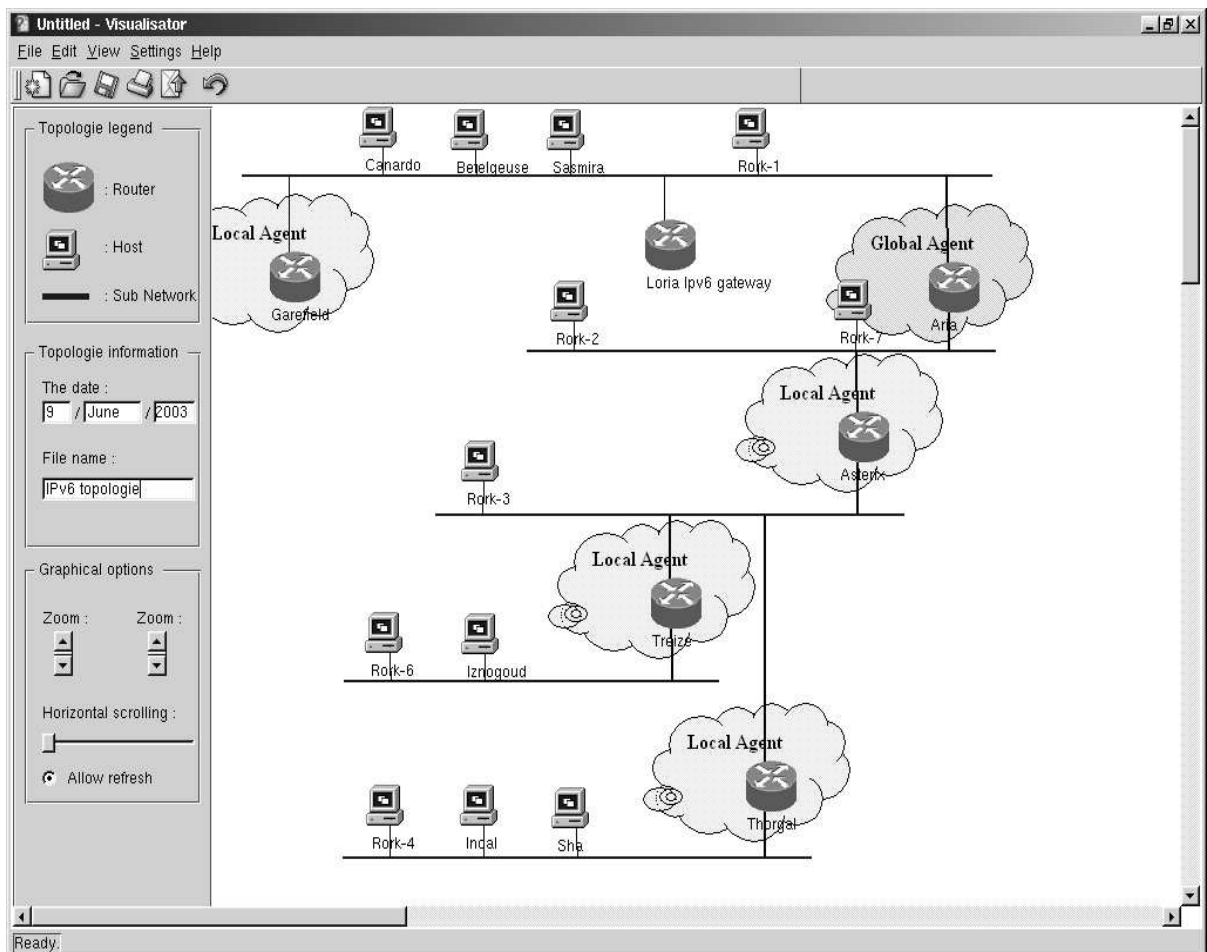 Untitled - Visualisator
File Edit View Settings Help
Topologie legend
: Router
: Host
: Sub Network
Topologie information
The date :
9 / June / 2003
File name :
IPv6 topologie
Graphical options
Zoom : Zoom :
Horizontal scrolling :
Allow refresh
Canardo Betelgeuse Sasmira Rork-1
Local Agent
Garefield
Loria Ipv6 gateway
Global Agent
Aria
Rork-2 Rork-7
Local Agent
Asterix
Rork-3
Local Agent
Treize
Rork-6 Iznogoud
Local Agent
Thorgal
Rork-4 Incal Sha
Ready.